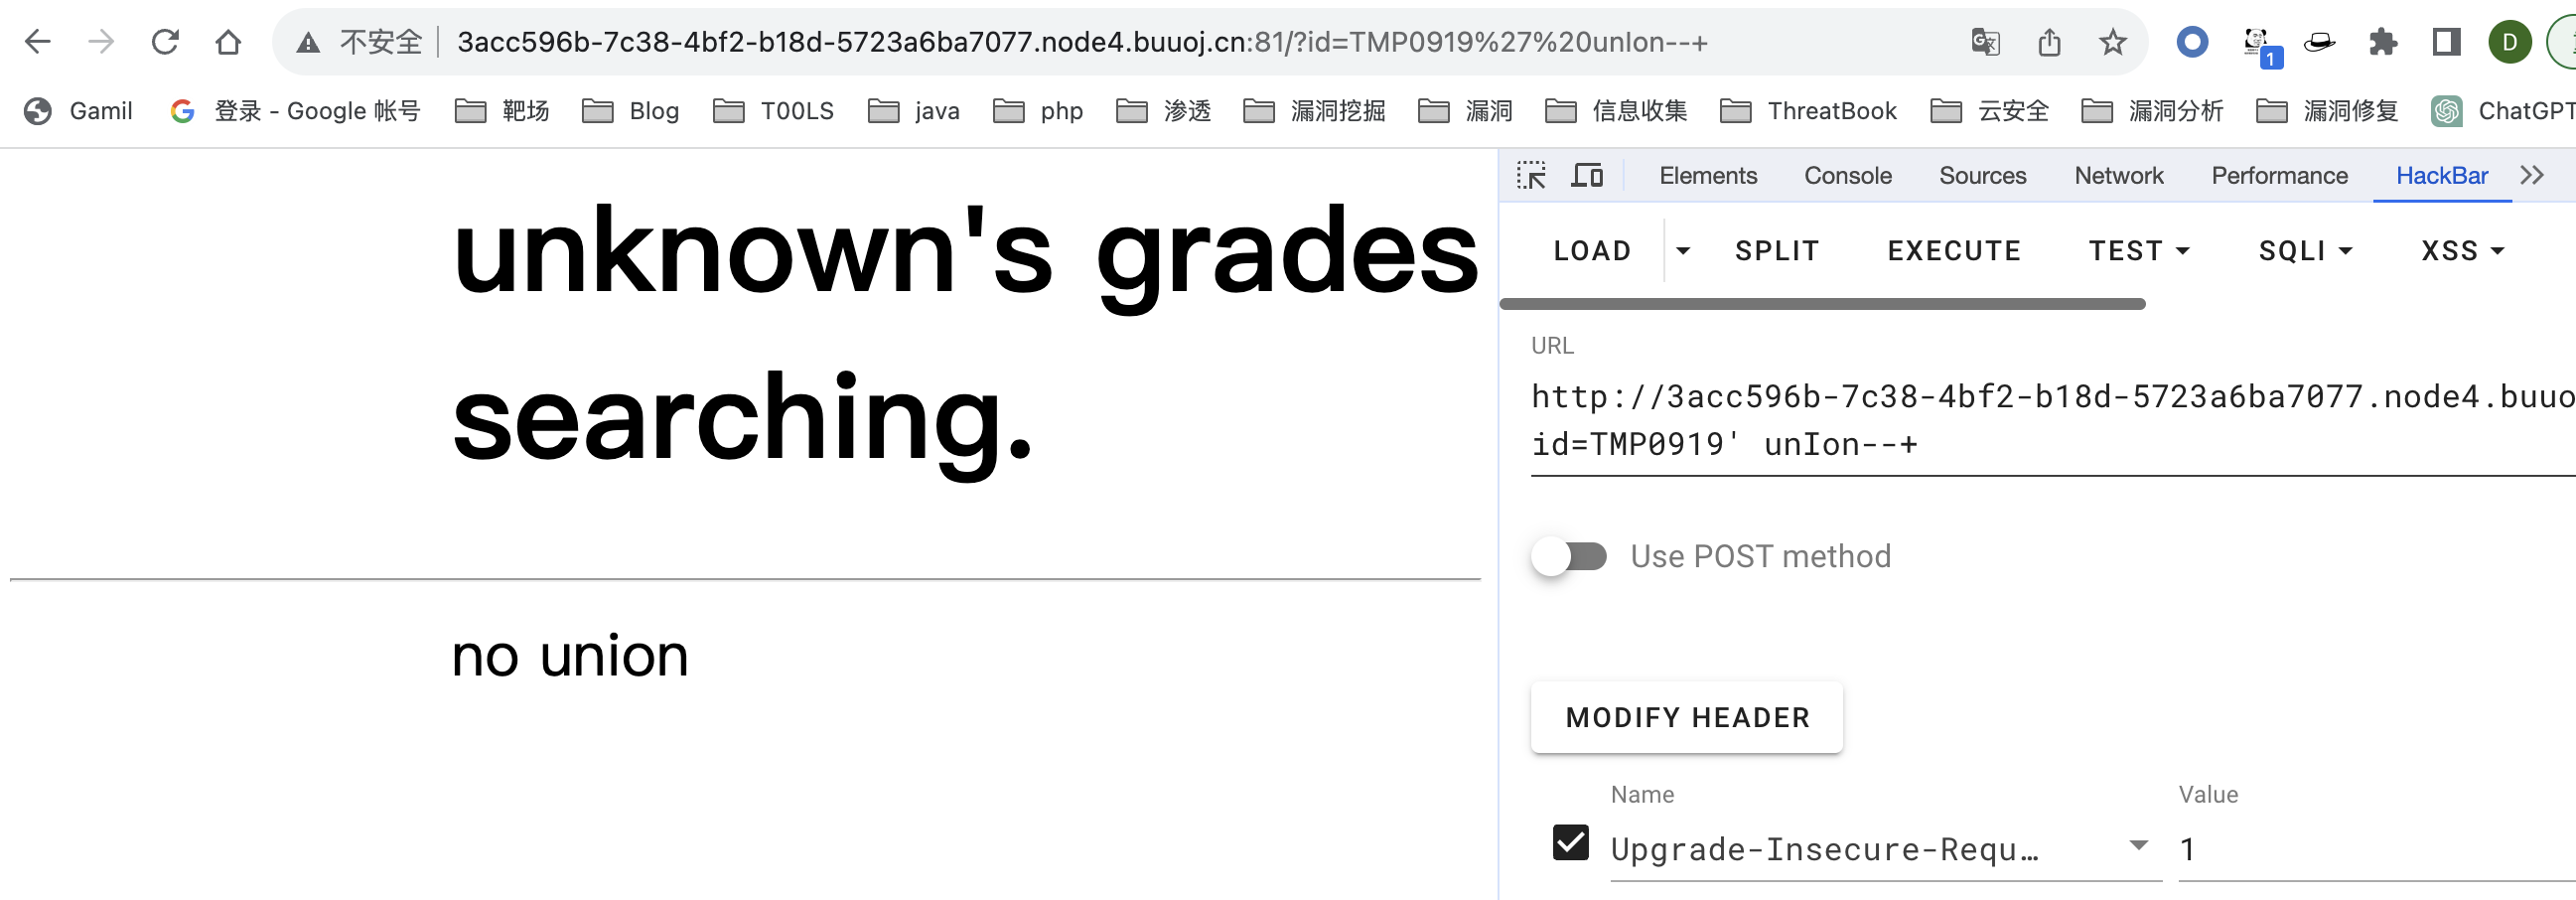 不安全 3acc596b-7c38-4bf2-b18d-5723a6ba7077.node4.buuoj.cn:81/?id=TMP0919%27%20unIon--+ 1 D
Gamil 登录 - Google 帐号 靶场 Blog T00LS java php 渗透 漏洞挖掘 漏洞 信息收集 ThreatBook 云安全 漏洞分析 漏洞修复 ChatGPT
Elements Console Sources Network Performance HackBar
unknown's grades
searching.
no union
LOAD SPLIT EXECUTE TEST SQLI XSS
URL
http://3acc596b-7c38-4bf2-b18d-5723a6ba7077.node4.buuo
id=TMP0919' unIon--+
Use POST method
MODIFY HEADER
Name Value
Upgrade-Insecure-Requ… 1